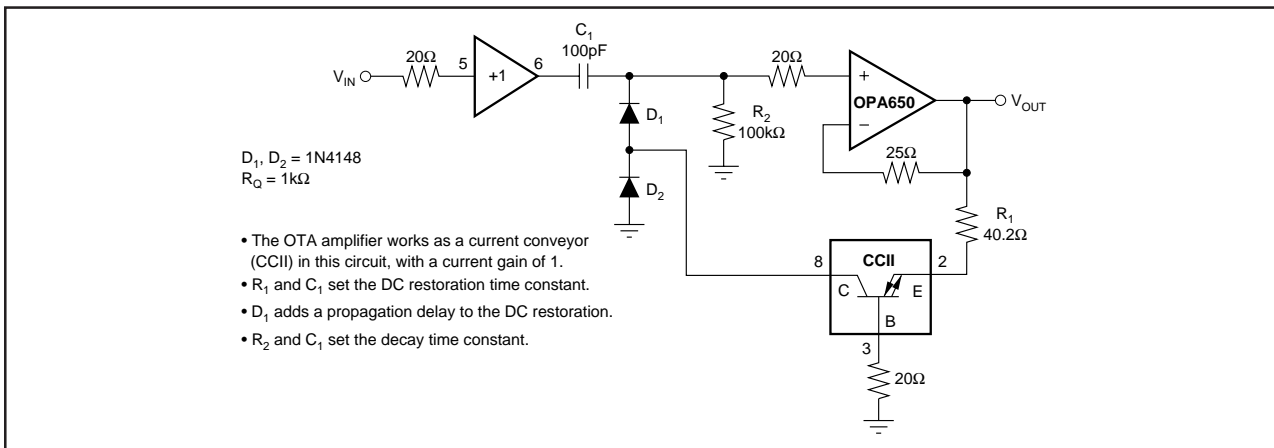 C₁
100pF
20Ω
5
+1
6
V_IN
20Ω
+
OPA650
−
V_OUT
D₁
R₂
100kΩ
25Ω
D₁, D₂ = 1N4148
R_Q = 1kΩ
D₂
R₁
40.2Ω
• The OTA amplifier works as a current conveyor
(CCII) in this circuit, with a current gain of 1.
• R₁ and C₁ set the DC restoration time constant.
• D₁ adds a propagation delay to the DC restoration.
• R₂ and C₁ set the decay time constant.
8
CCII
2
C
E
B
3
20Ω